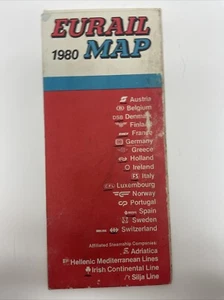 EURAIL
1980 MAP
Austria
Belgium
Denmark
Finland
France
Germany
Greece
Holland
Ireland
Italy
Luxembourg
Norway
Portugal
Spain
Sweden
Switzerland
Affiliated Steamship Companies:
Adriatica
Hellenic Mediterranean Lines
Irish Continental Line
Silja Line